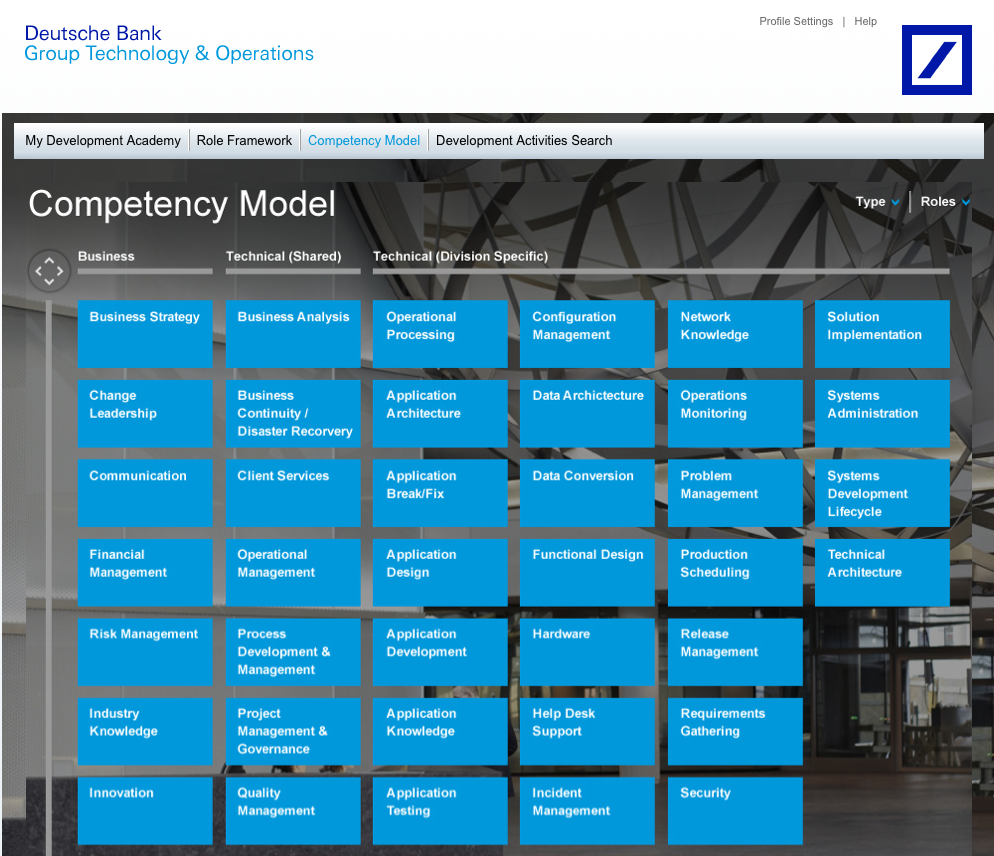 Deutsche Bank
Group Technology & Operations
Profile Settings | Help
My Development Academy | Role Framework | Competency Model | Development Activities Search
Competency Model
Type | Roles
Business
Technical (Shared)
Technical (Division Specific)
Business Strategy
Business Analysis
Operational
Processing
Configuration
Management
Network
Knowledge
Solution
Implementation
Change
Leadership
Business
Continuity /
Disaster Recorvery
Application
Architecture
Data Archictecture
Operations
Monitoring
Systems
Administration
Communication
Client Services
Application
Break/Fix
Data Conversion
Problem
Management
Systems
Development
Lifecycle
Financial
Management
Operational
Management
Application
Design
Functional Design
Production
Scheduling
Technical
Architecture
Risk Management
Process
Development &
Management
Application
Development
Hardware
Release
Management
Industry
Knowledge
Project
Management &
Governance
Application
Knowledge
Help Desk
Support
Requirements
Gathering
Innovation
Quality
Management
Application
Testing
Incident
Management
Security